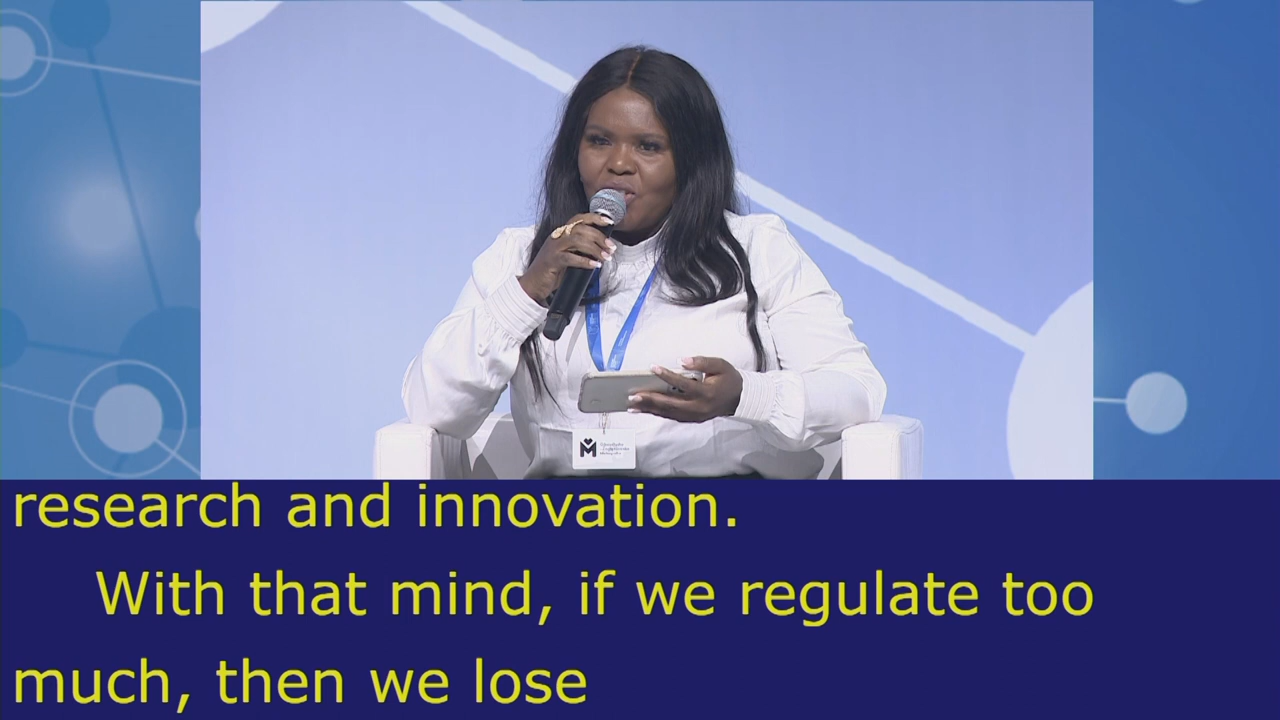 M
research and innovation.
With that mind, if we regulate too
much, then we lose